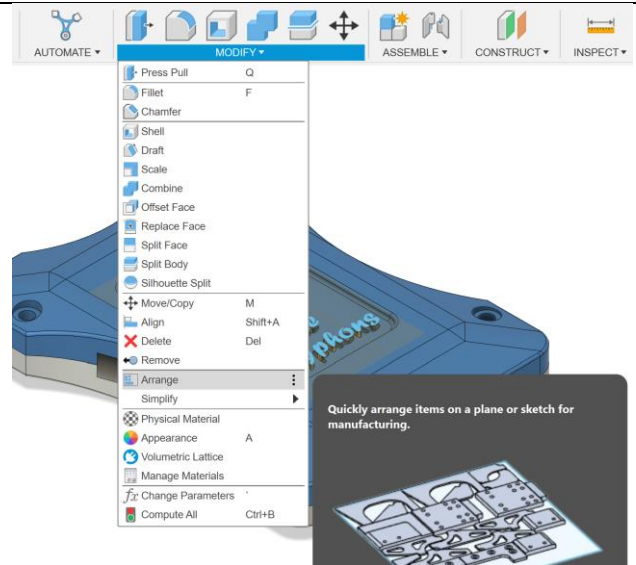 AUTOMATE ▾ MODIFY ▾ ASSEMBLE ▾ CONSTRUCT ▾ INSPECT ▾
Press Pull Q
Fillet F
Chamfer
Shell
Draft
Scale
Combine
Offset Face
Replace Face
Split Face
Split Body
Silhouette Split
Move/Copy M
Align Shift+A
Delete Del
Remove
Arrange
Simplify
Physical Material
Appearance A
Volumetric Lattice
Manage Materials
fx Change Parameters `
Compute All Ctrl+B
Quickly arrange items on a plane or sketch for
manufacturing.